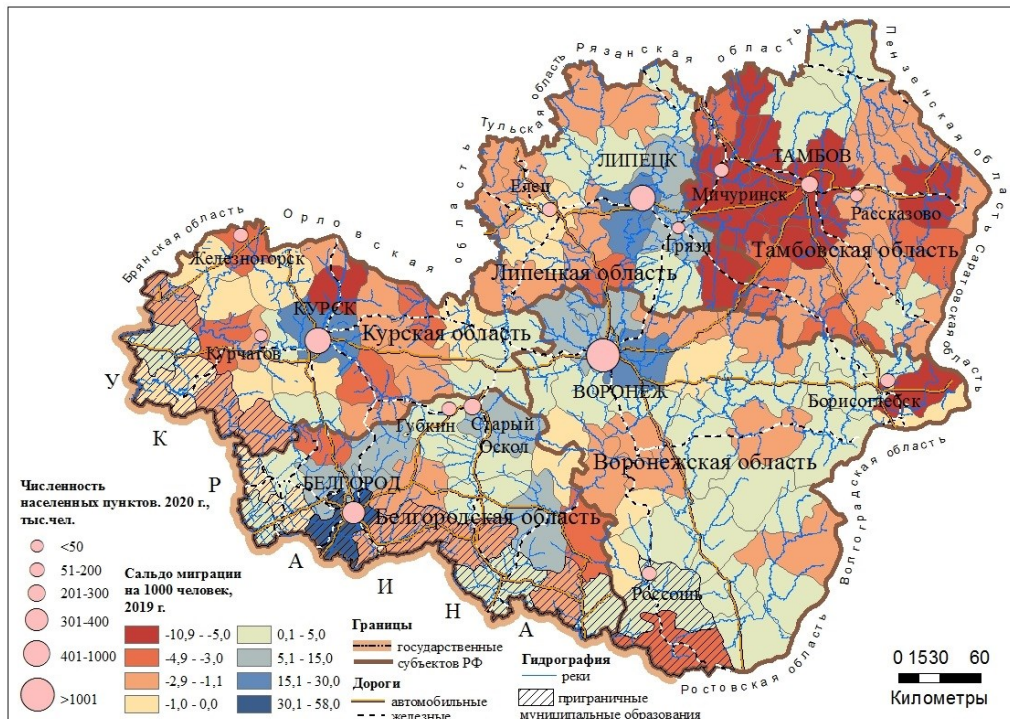 Рязанская область
Пензенская область
Тульская область
ЛИПЕЦК
ТАМБОВ
Елец
Мичуринск
Рассказово
Грязи
Тамбовская область
Саратовская область
Липецкая область
Брянская область
Орловская область
Железногорск
КУРСК
Курская область
Курчатов
ВОРОНЕЖ
Борисоглебск
Губкин
Старый
Оскол
Воронежская область
Волгоградская область
БЕЛГОРОД
Белгородская область
Россошь
Ростовская область
У К Р А И Н А
Численность
населенных пунктов. 2020 г.,
тыс.чел.
<50
51-200
201-300
301-400
401-1000
>1001
Сальдо миграции
на 1000 человек,
2019 г.
-10,9 - -5,0
-4,9 - -3,0
-2,9 - -1,1
-1,0 - 0,0
0,1 - 5,0
5,1 - 15,0
15,1 - 30,0
30,1 - 58,0
Границы
государственные
субъектов РФ
Дороги
автомобильные
железные
Гидрография
реки
приграничные
муниципальные образования
0 1530 60
Километры